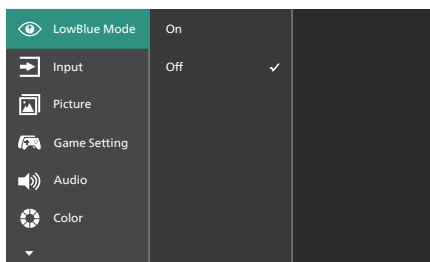 LowBlue Mode
On
Input
Off
Picture
Game Setting
Audio
Color